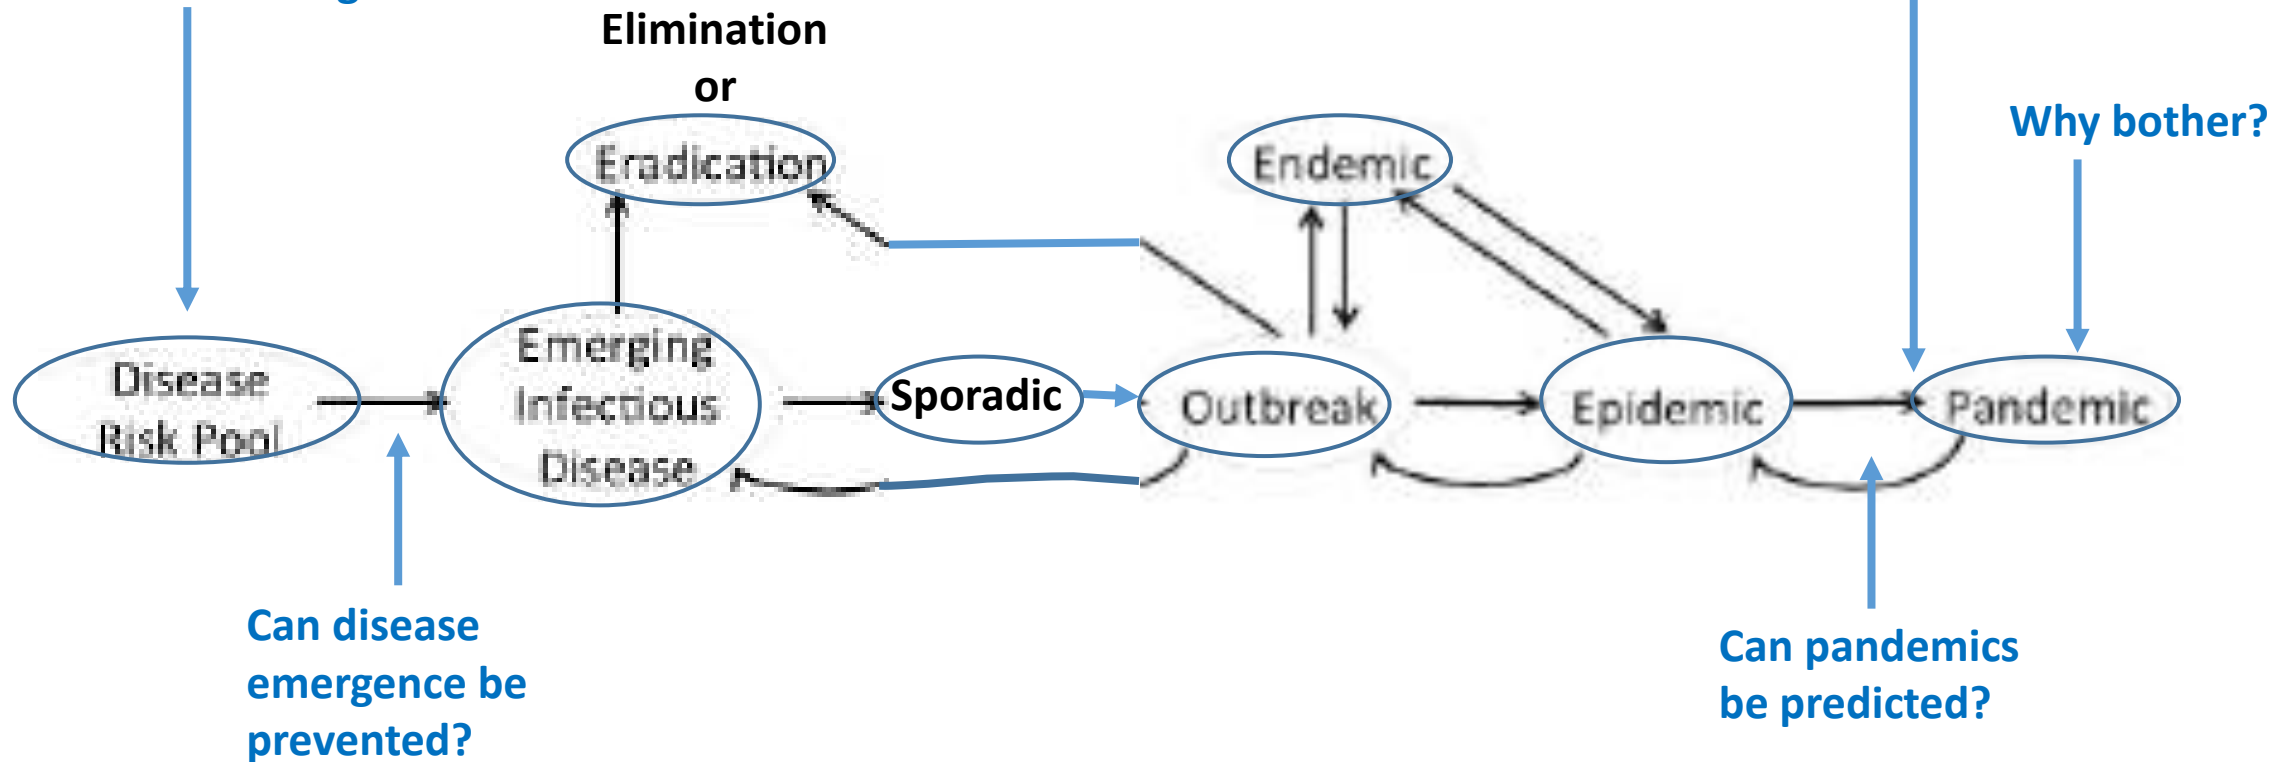 Elimination
or
Eradication
Endemic
Why bother?
Disease
Risk Pool
Emerging
Infectious
Disease
Sporadic
Outbreak
Epidemic
Pandemic
Can disease
emergence be
prevented?
Can pandemics
be predicted?